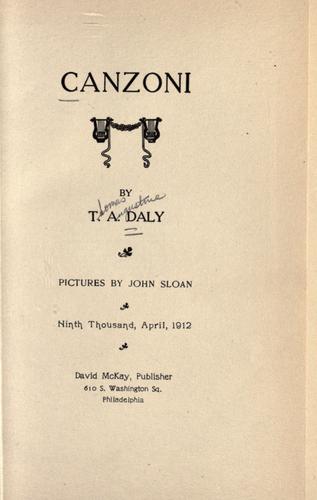 CANZONI
BY
Thomas Augustine
T. A. DALY
PICTURES BY JOHN SLOAN
Ninth Thousand, April, 1912
David McKay, Publisher
610 S. Washington Sq.
Philadelphia